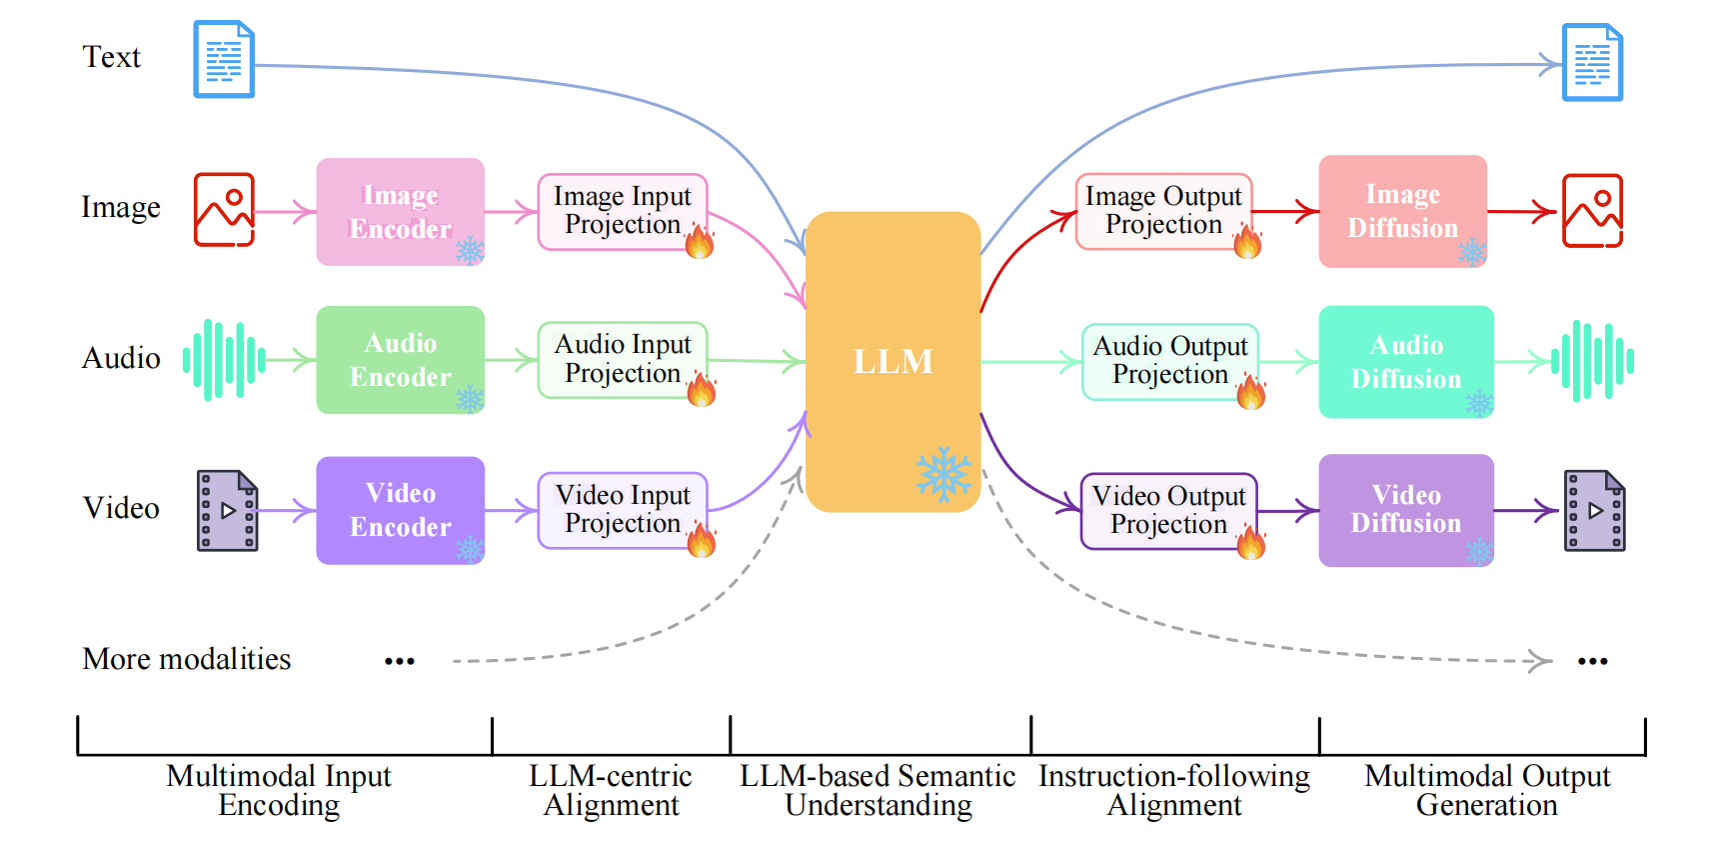 Text
Image
Image
Encoder
Image Input
Projection
Image Output
Projection
Image
Diffusion
Audio
Audio
Encoder
Audio Input
Projection
LLM
Audio Output
Projection
Audio
Diffusion
Video
Video
Encoder
Video Input
Projection
Video Output
Projection
Video
Diffusion
More modalities
...
...
Multimodal Input
Encoding
LLM-centric
Alignment
LLM-based Semantic
Understanding
Instruction-following
Alignment
Multimodal Output
Generation